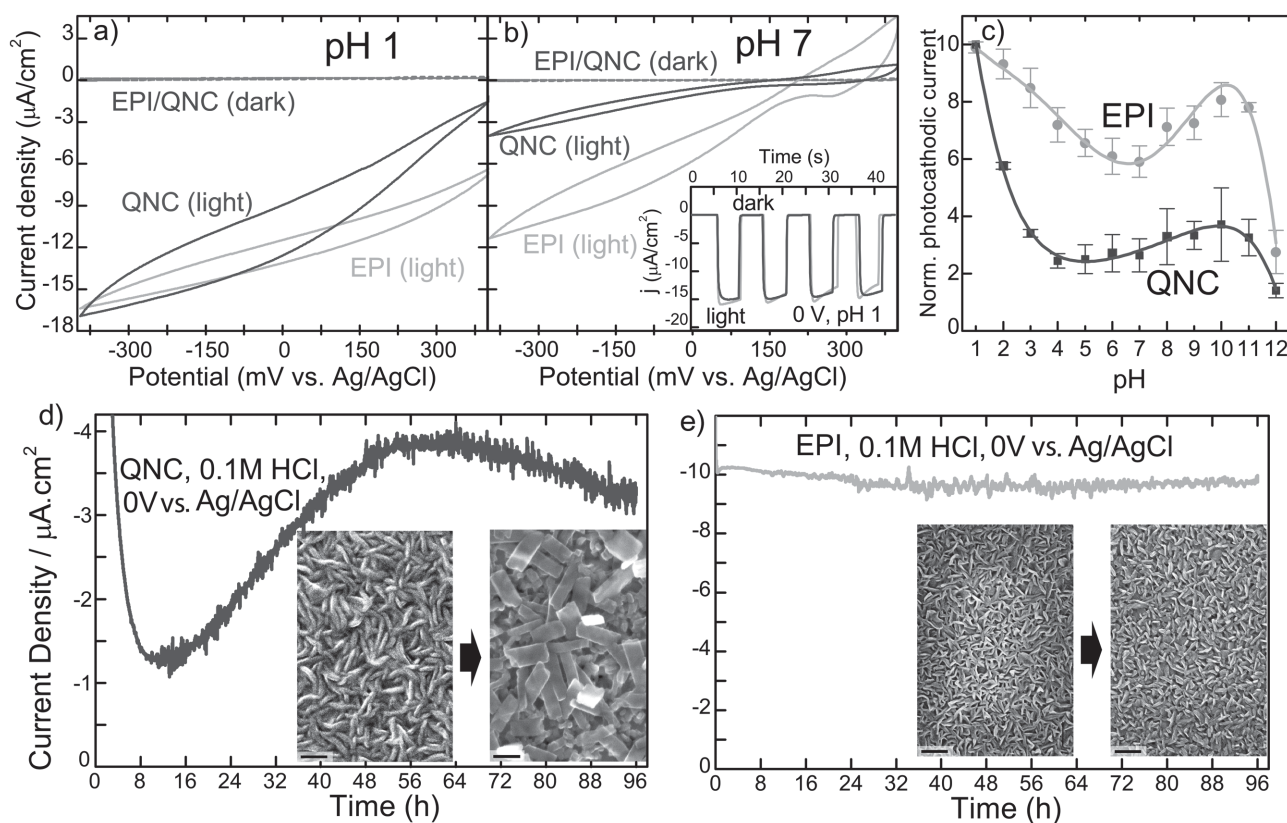 a)
pH 1
Current density (μA/cm²)
3
0
-3
-6
-9
-12
-15
-18
EPI/QNC (dark)
QNC (light)
EPI (light)
-300 -150 0 150 300
Potential (mV vs. Ag/AgCl)
b)
pH 7
EPI/QNC (dark)
QNC (light)
EPI (light)
-300 -150 0 150 300
Potential (mV vs. Ag/AgCl)
Time (s)
0 10 20 30 40
dark
j (μA/cm²)
0
-5
-10
-15
-20
light
0 V, pH 1
c)
Norm. photocathodic current
10
8
6
4
2
0
EPI
QNC
1 2 3 4 5 6 7 8 9 10 11 12
pH
d)
Current Density / μA.cm²
-4
-3
-2
-1
0
QNC, 0.1M HCl,
0V vs. Ag/AgCl
0 8 16 24 32 40 48 56 64 72 80 88 96
Time (h)
e)
EPI, 0.1M HCl, 0V vs. Ag/AgCl
-10
-8
-6
-4
-2
0
0 8 16 24 32 40 48 56 64 72 80 88 96
Time (h)